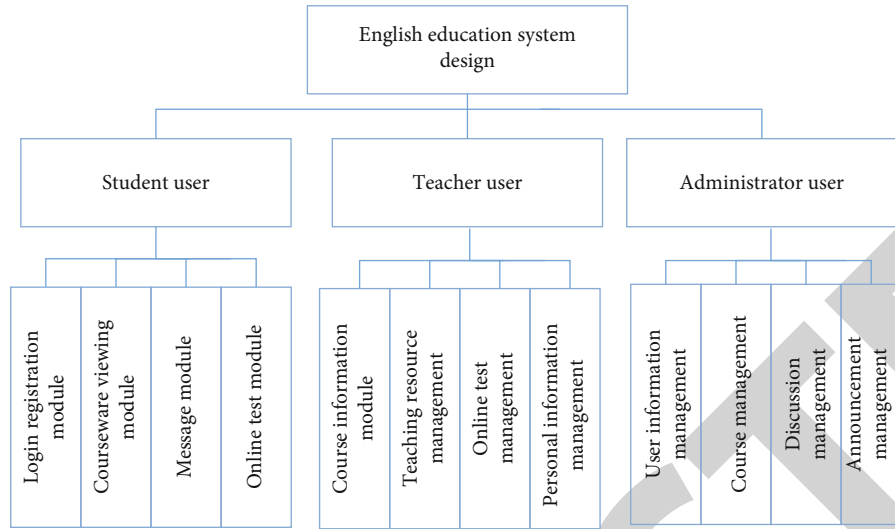 English education system
design
Student user
Teacher user
Administrator user
Login registration
module
Courseware viewing
module
Message module
Online test module
Course information
module
Teaching resource
management
Online test
management
Personal information
management
User information
management
Course management
Discussion
management
Announcement
management